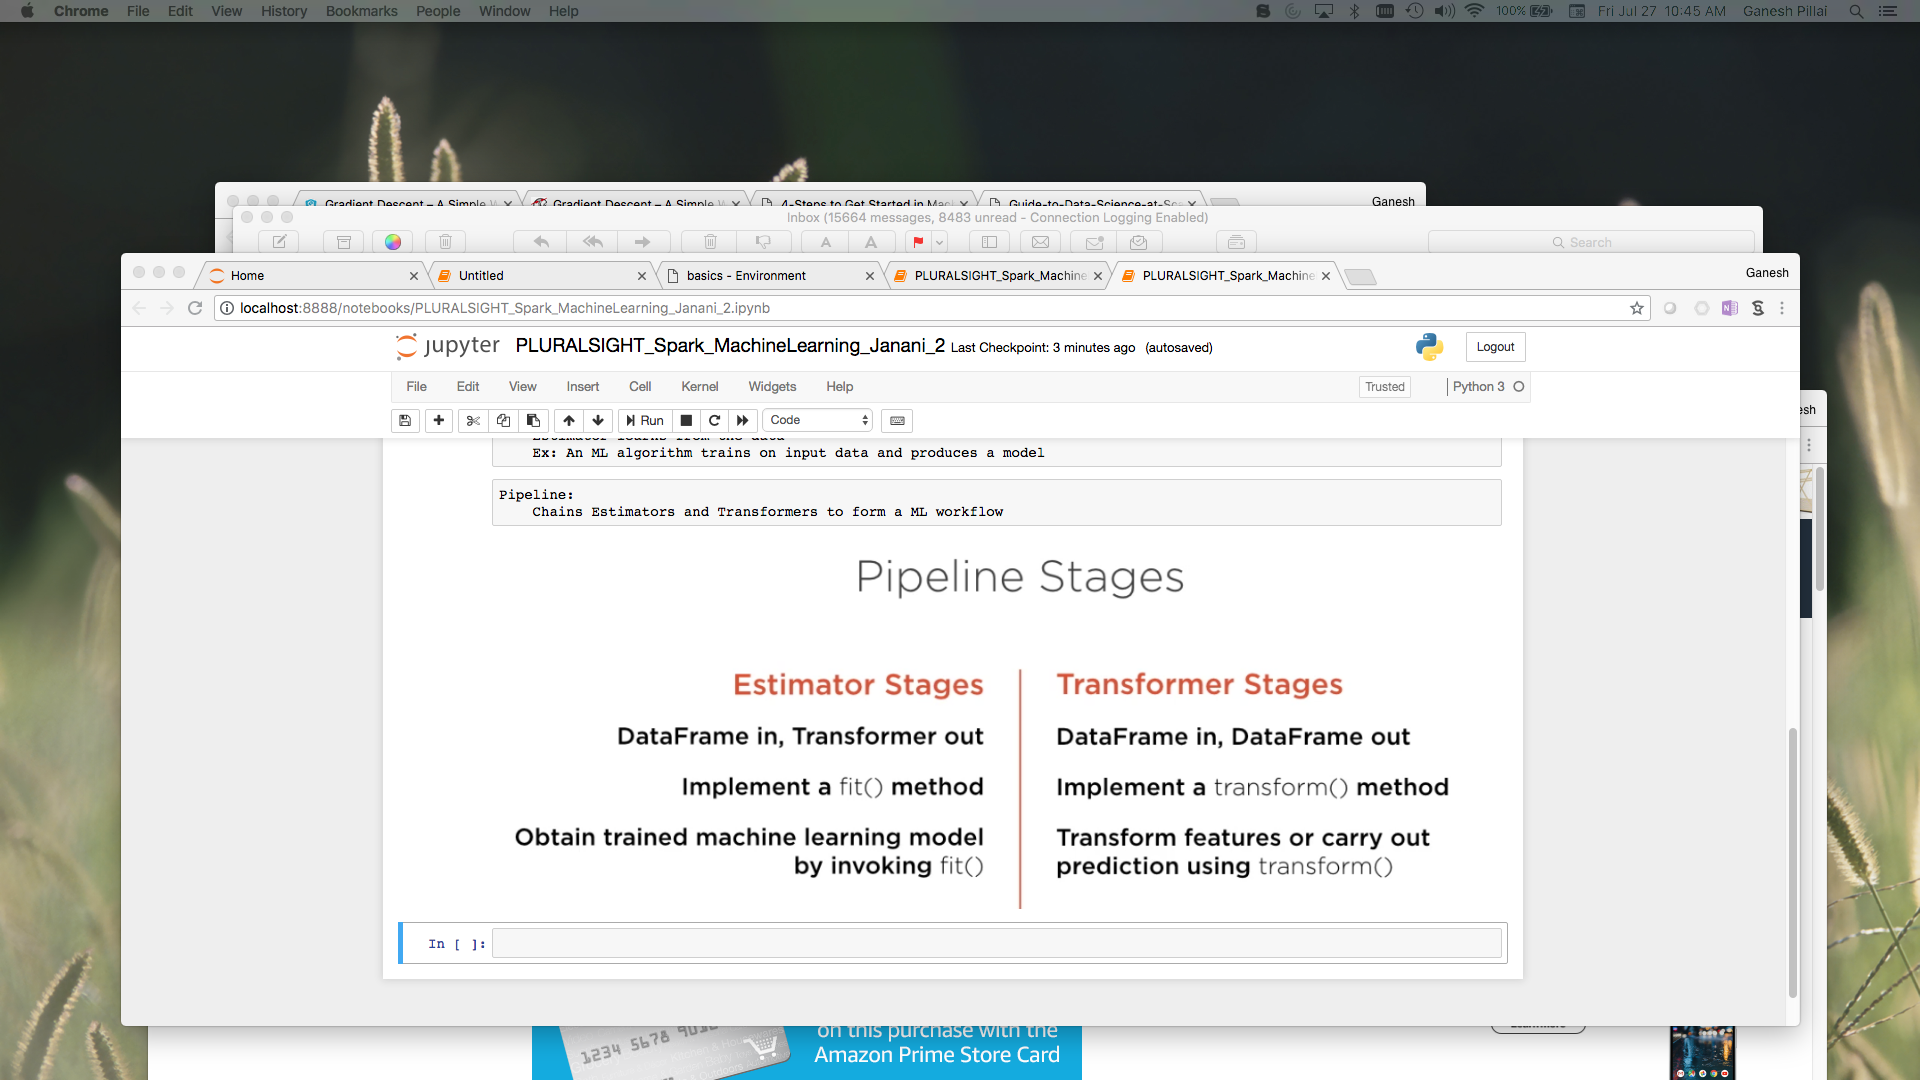 Chrome File Edit View History Bookmarks People Window Help
100% Fri Jul 27 10:45 AM Ganesh Pillai
Gradient Descent – A Simple Gradient Descent – A Simple 4-Steps to Get Started in Guide-to-Data-Science-at- Ganesh
Inbox (15664 messages, 8483 unread - Connection Logging Enabled)
A A Search
Home Untitled basics - Environment PLURALSIGHT_Spark_Machine PLURALSIGHT_Spark_Machine Ganesh
localhost:8888/notebooks/PLURALSIGHT_Spark_MachineLearning_Janani_2.ipynb
jupyter PLURALSIGHT_Spark_MachineLearning_Janani_2 Last Checkpoint: 3 minutes ago (autosaved) Logout
File Edit View Insert Cell Kernel Widgets Help Trusted Python 3
Run Code
Estimator learns from the data
Ex: An ML algorithm trains on input data and produces a model
Pipeline:
Chains Estimators and Transformers to form a ML workflow
Pipeline Stages
Estimator Stages
DataFrame in, Transformer out
Implement a fit() method
Obtain trained machine learning model
by invoking fit()
Transformer Stages
DataFrame in, DataFrame out
Implement a transform() method
Transform features or carry out
prediction using transform()
In [ ]:
1234 5678
on this purchase with the
Amazon Prime Store Card